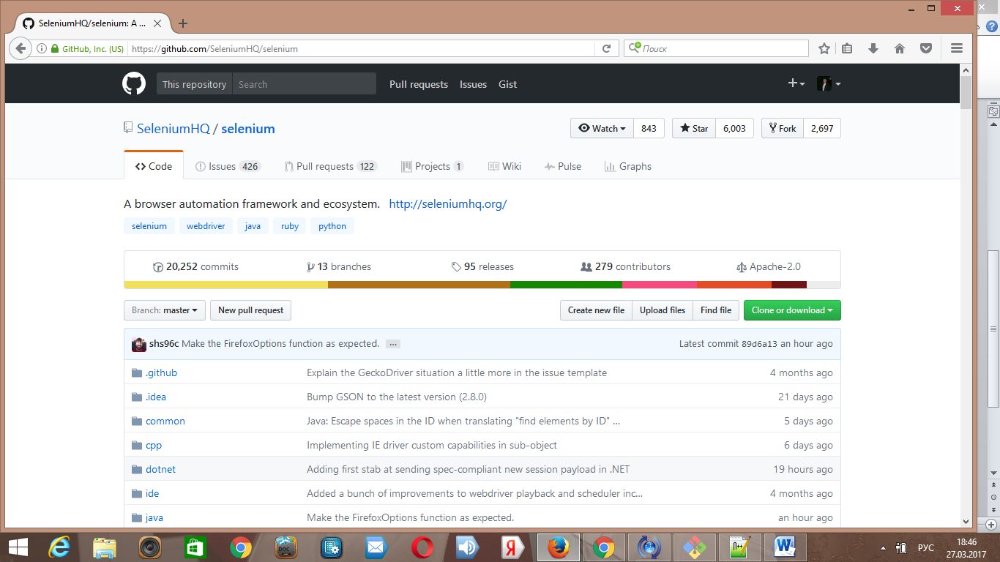 SeleniumHQ/selenium: A ...
GitHub, Inc. (US) https://github.com/SeleniumHQ/selenium Поиск
This repository Search Pull requests Issues Gist
SeleniumHQ / selenium Watch 843 Star 6,003 Fork 2,697
Code Issues 426 Pull requests 122 Projects 1 Wiki Pulse Graphs
A browser automation framework and ecosystem. http://seleniumhq.org/
selenium webdriver java ruby python
20,252 commits 13 branches 95 releases 279 contributors Apache-2.0
Branch: master New pull request Create new file Upload files Find file Clone or download
shs96c Make the FirefoxOptions function as expected. ... Latest commit 89d6a13 an hour ago
.github Explain the GeckoDriver situation a little more in the issue template 4 months ago
.idea Bump GSON to the latest version (2.8.0) 21 days ago
common Java: Escape spaces in the ID when translating "find elements by ID" ... 5 days ago
cpp Implementing IE driver custom capabilities in sub-object 6 days ago
dotnet Adding first stab at sending spec-compliant new session payload in .NET 19 hours ago
ide Added a bunch of improvements to webdriver playback and scheduler inc... 4 months ago
java Make the FirefoxOptions function as expected. an hour ago
DOC Я W РУС 18:46
27.03.2017